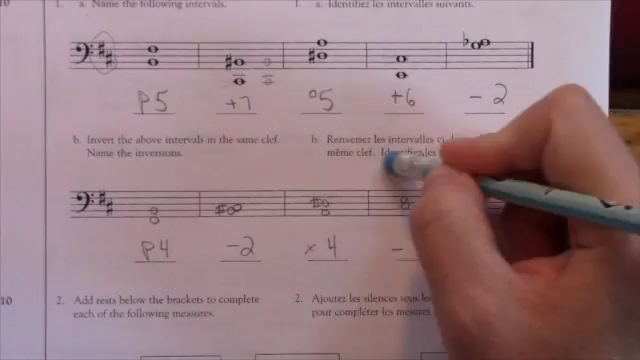 10 1. a. Name the following intervals. 1. a. Identifiez les intervalles suivants.
p5 +7 °5 +6 -2
b. Invert the above intervals in the same clef. b. Renversez les intervalles ci
Name the inversions. même clef. Identifiez les
p4 -2 x4 -
10 2. Add rests below the brackets to complete 2. Ajoutez les silences sous les
each of the following measures. pour compléter les mesures